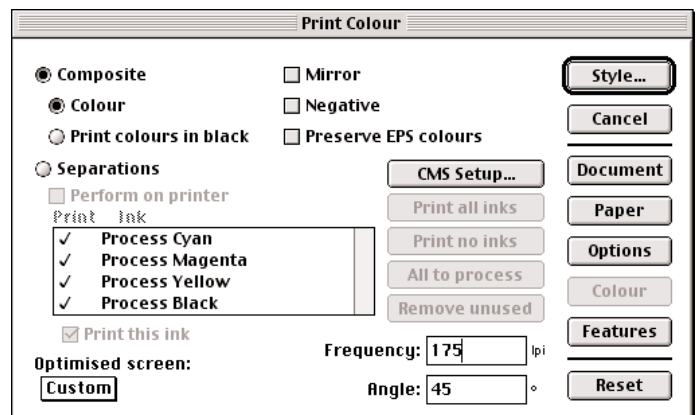 Print Colour
Composite
Mirror
Style...
Colour
Negative
Cancel
Print colours in black
Preserve EPS colours
Separations
CMS Setup...
Document
Perform on printer
Print all inks
Paper
Print Ink
✓ Process Cyan
Print no inks
Options
✓ Process Magenta
✓ Process Yellow
All to process
Colour
✓ Process Black
Remove unused
Print this ink
Features
Frequency: 175 lpi
Optimised screen:
Custom
Angle: 45 °
Reset